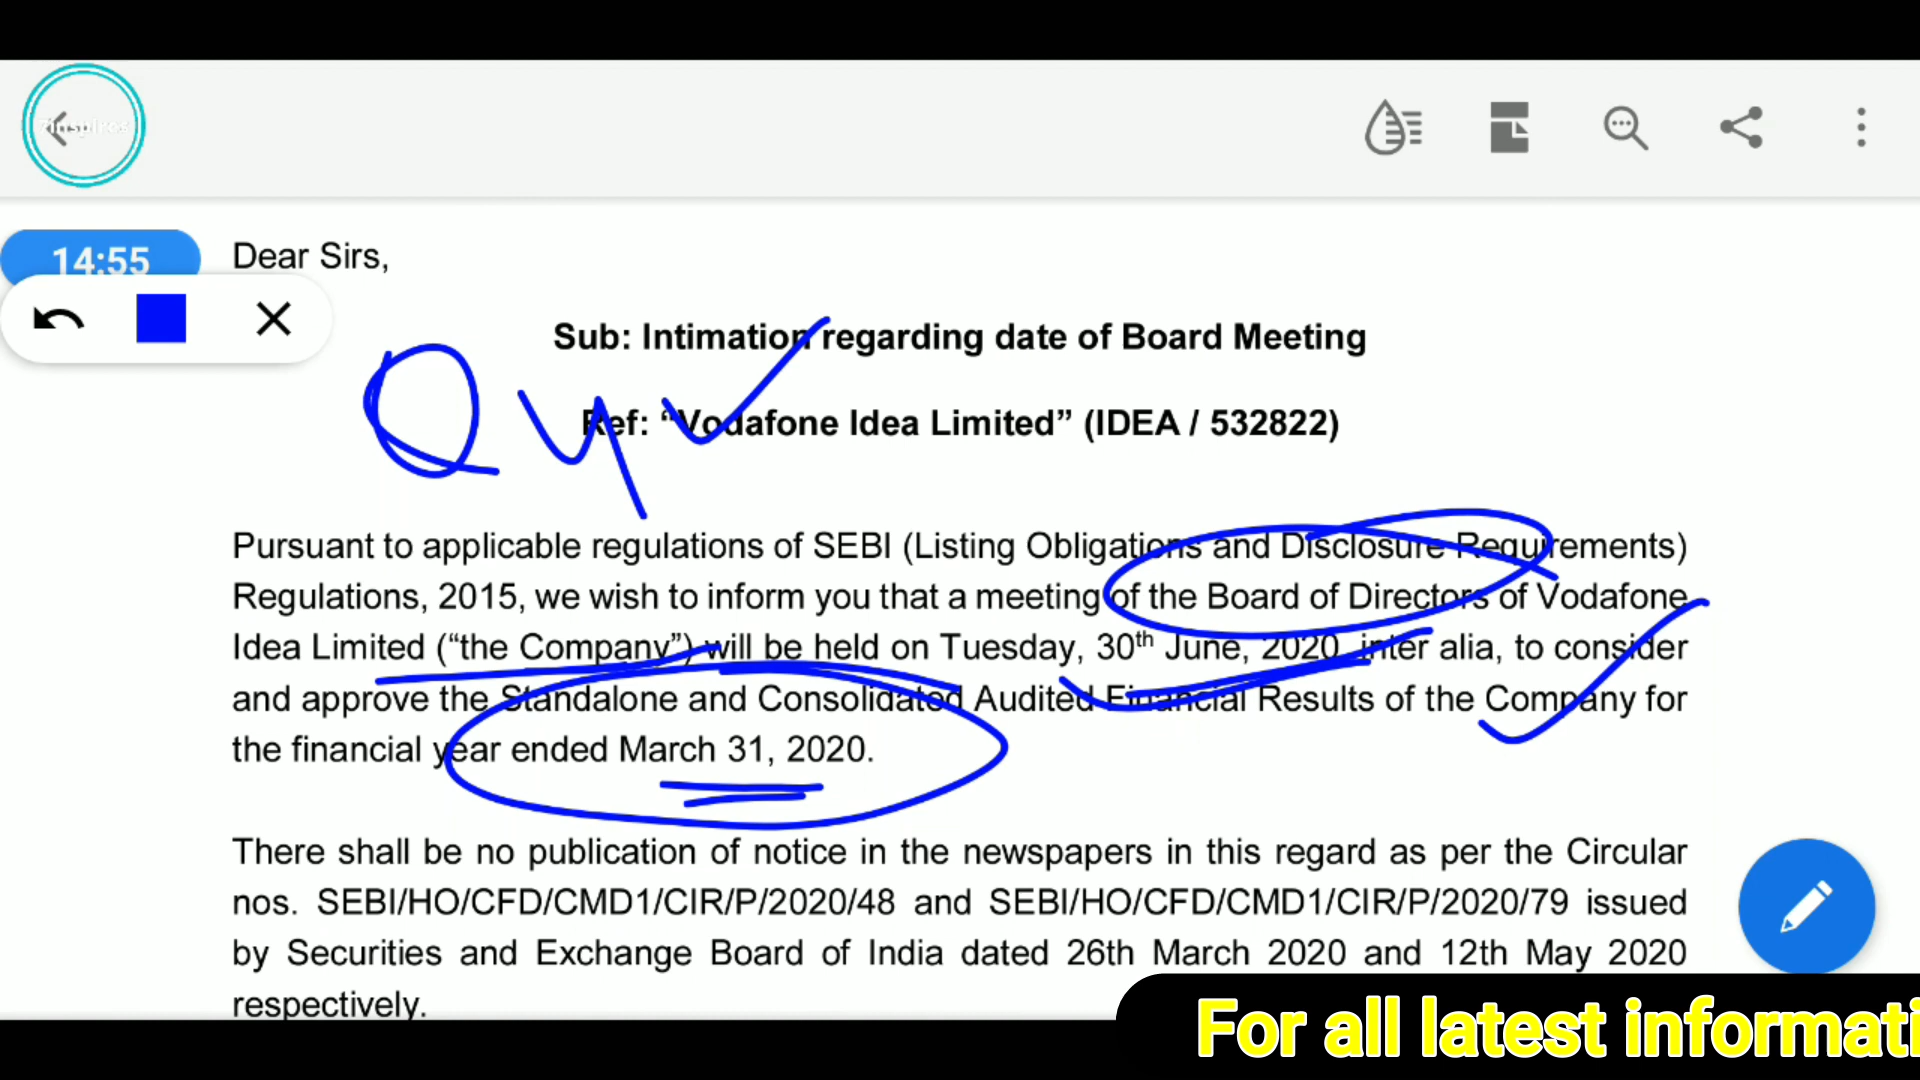 14:55
Dear Sirs,
Sub: Intimation regarding date of Board Meeting
Q4
Ref: “Vodafone Idea Limited” (IDEA / 532822)
Pursuant to applicable regulations of SEBI (Listing Obligations and Disclosure Requirements)
Regulations, 2015, we wish to inform you that a meeting of the Board of Directors of Vodafone
Idea Limited (“the Company”) will be held on Tuesday, 30th June, 2020, inter alia, to consider
and approve the Standalone and Consolidated Audited Financial Results of the Company for
the financial year ended March 31, 2020.
There shall be no publication of notice in the newspapers in this regard as per the Circular
nos. SEBI/HO/CFD/CMD1/CIR/P/2020/48 and SEBI/HO/CFD/CMD1/CIR/P/2020/79 issued
by Securities and Exchange Board of India dated 26th March 2020 and 12th May 2020
respectively.
For all latest informati